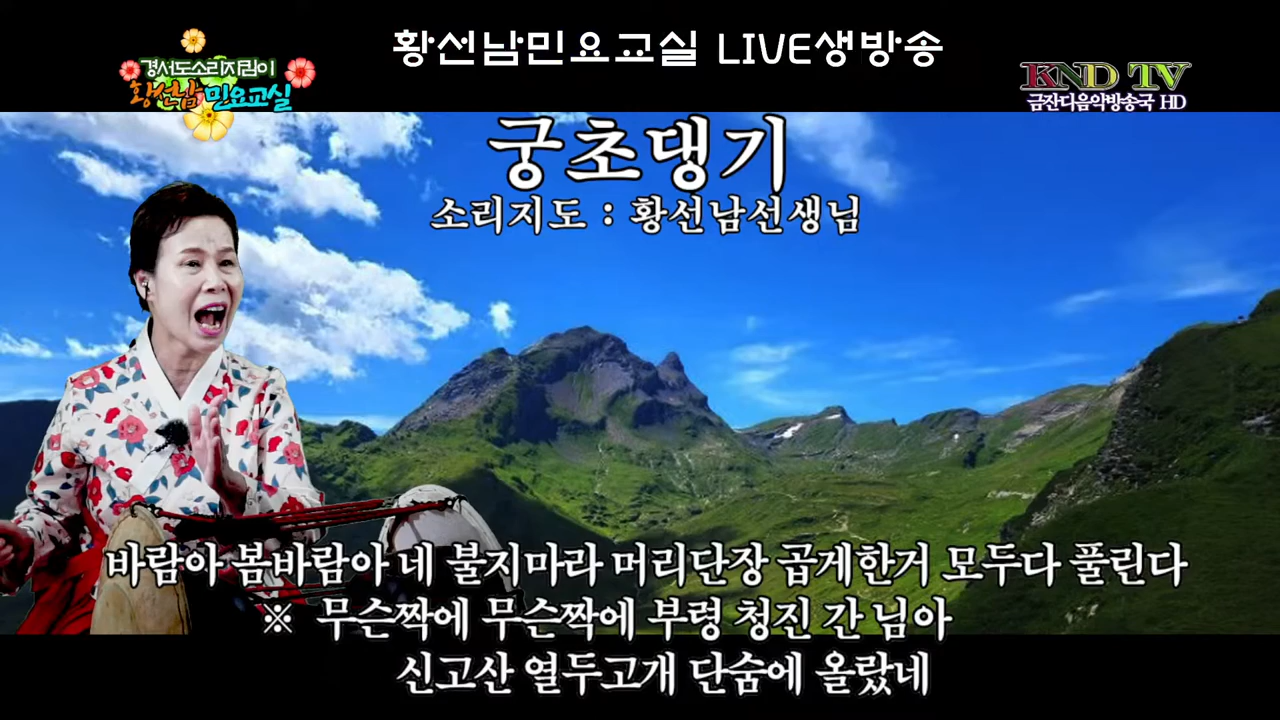 황선남민요교실 LIVE생방송
경서도소리지킴이
황선남 민요교실
KND TV
금잔디음악방송국 HD
궁초댕기
소리지도 : 황선남선생님
바람아 봄바람아 네 불지마라 머리단장 곱게한거 모두다 풀린다
※ 무슨짝에 무슨짝에 부령 청진 간 님아
신고산 열두고개 단숨에 올랐네